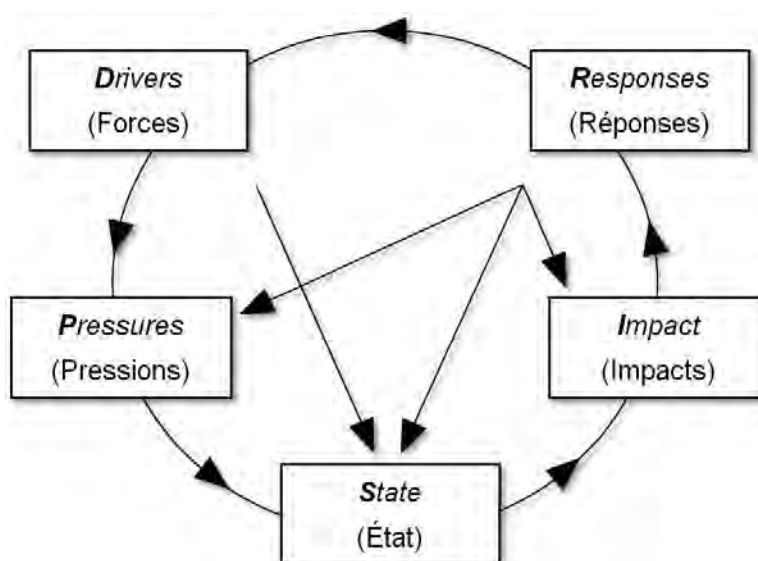 Drivers
(Forces)
Responses
(Réponses)
Pressures
(Pressions)
Impact
(Impacts)
State
(État)